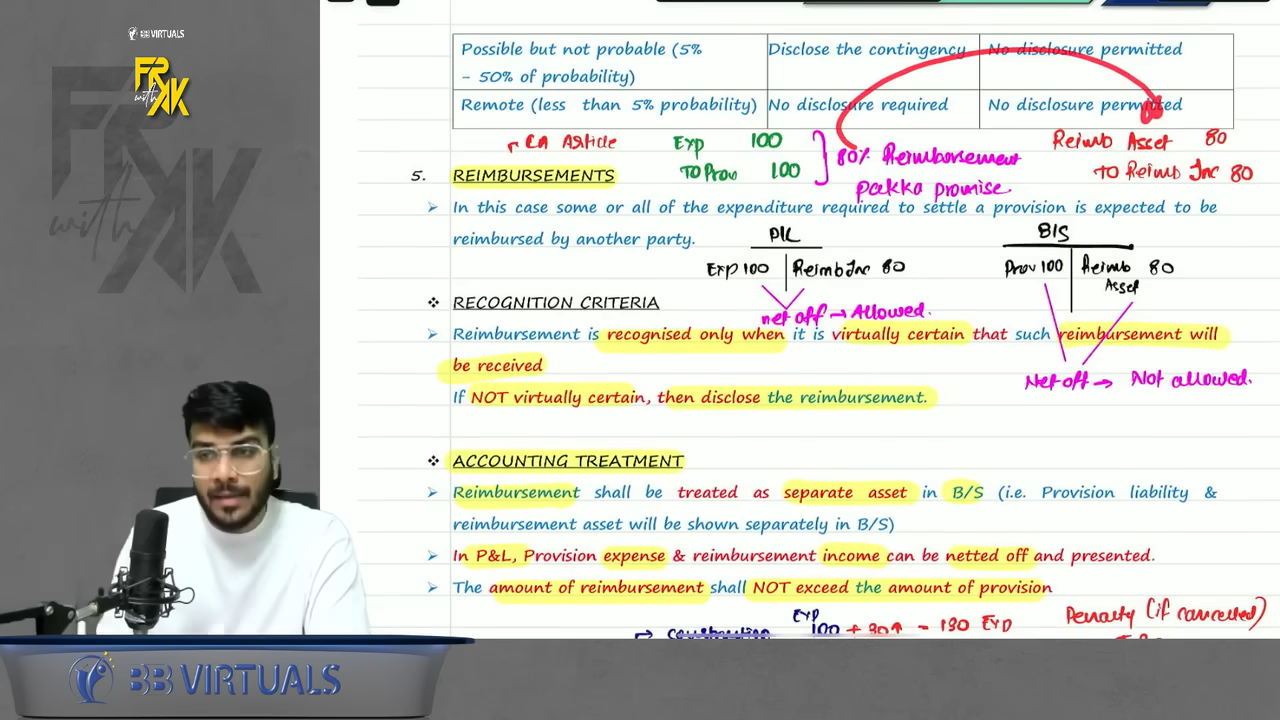 BB VIRTUALS
FR
with
AK
FR
with
AK
Possible but not probable (5% – 50% of probability)
Disclose the contingency
No disclosure permitted
Remote (less than 5% probability)
No disclosure required
No disclosure permitted
CA Article
Exp 100
To Prov 100
80% Reimbursement
pakka promise.
Reimb Asset 80
To Reimb Inc 80
5. REIMBURSEMENTS
➢ In this case some or all of the expenditure required to settle a provision is expected to be
reimbursed by another party.
P/L
Exp 100 Reimb Inc 80
net off → Allowed.
B/S
Prov 100 Reimb Asset 80
Net off → Not allowed.
❖ RECOGNITION CRITERIA
➢ Reimbursement is recognised only when it is virtually certain that such reimbursement will
be received
If NOT virtually certain, then disclose the reimbursement.
❖ ACCOUNTING TREATMENT
➢ Reimbursement shall be treated as separate asset in B/S (i.e. Provision liability &
reimbursement asset will be shown separately in B/S)
➢ In P&L, Provision expense & reimbursement income can be netted off and presented.
➢ The amount of reimbursement shall NOT exceed the amount of provision
Exp
100 + 30↑ = 130 Exp
Penalty (if cancelled)
BB VIRTUALS